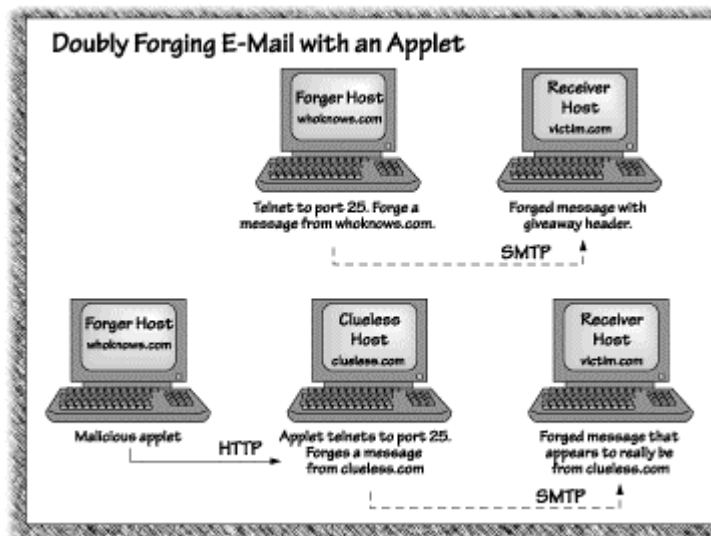 Doubly Forging E-Mail with an Applet
Forger Host
whoknows.com
Receiver
Host
victim.com
Telnet to port 25. Forge a
message from whoknows.com.
Forged message with
giveaway header.
SMTP
Forger Host
whoknows.com
Clueless
Host
clueless.com
Receiver
Host
victim.com
Malicious applet
HTTP
Applet telnets to port 25.
Forges a message
from clueless.com
Forged message that
appears to really be
from clueless.com
SMTP